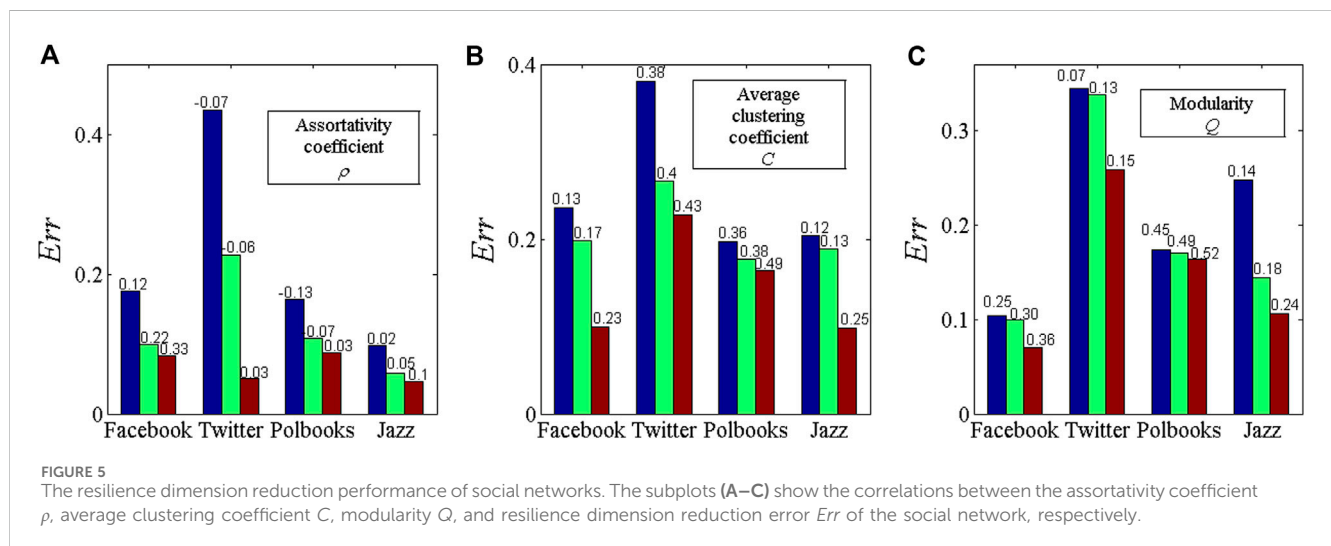 A
B
C
0.4
0.2
0
Err
Assortativity
coefficient
ρ
0.12
0.22
0.33
-0.07
-0.06
0.03
-0.13
-0.07
0.03
0.02
0.05
0.1
Facebook Twitter Polbooks Jazz
0.4
0.2
0
Err
Average
clustering
coefficient
C
0.13
0.17
0.23
0.38
0.4
0.43
0.36
0.38
0.49
0.12
0.13
0.25
Facebook Twitter Polbooks Jazz
0.3
0.2
0.1
0
Err
Modularity
Q
0.25
0.30
0.36
0.07
0.13
0.15
0.45
0.49
0.52
0.14
0.18
0.24
Facebook Twitter Polbooks Jazz
FIGURE 5
The resilience dimension reduction performance of social networks. The subplots (A–C) show the correlations between the assortativity coefficient
ρ, average clustering coefficient C, modularity Q, and resilience dimension reduction error Err of the social network, respectively.